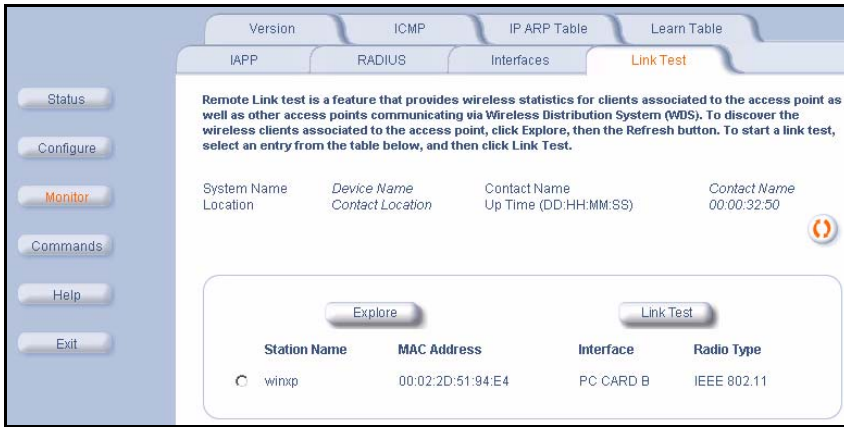 Version ICMP IP ARP Table Learn Table
IAPP RADIUS Interfaces Link Test
Status
Configure
Monitor
Commands
Help
Exit
Remote Link test is a feature that provides wireless statistics for clients associated to the access point as
well as other access points communicating via Wireless Distribution System (WDS). To discover the
wireless clients associated to the access point, click Explore, then the Refresh button. To start a link test,
select an entry from the table below, and then click Link Test.
System Name Device Name Contact Name Contact Name
Location Contact Location Up Time (DD:HH:MM:SS) 00:00:32:50
Explore Link Test
Station Name MAC Address Interface Radio Type
winxp 00:02:2D:51:94:E4 PC CARD B IEEE 802.11